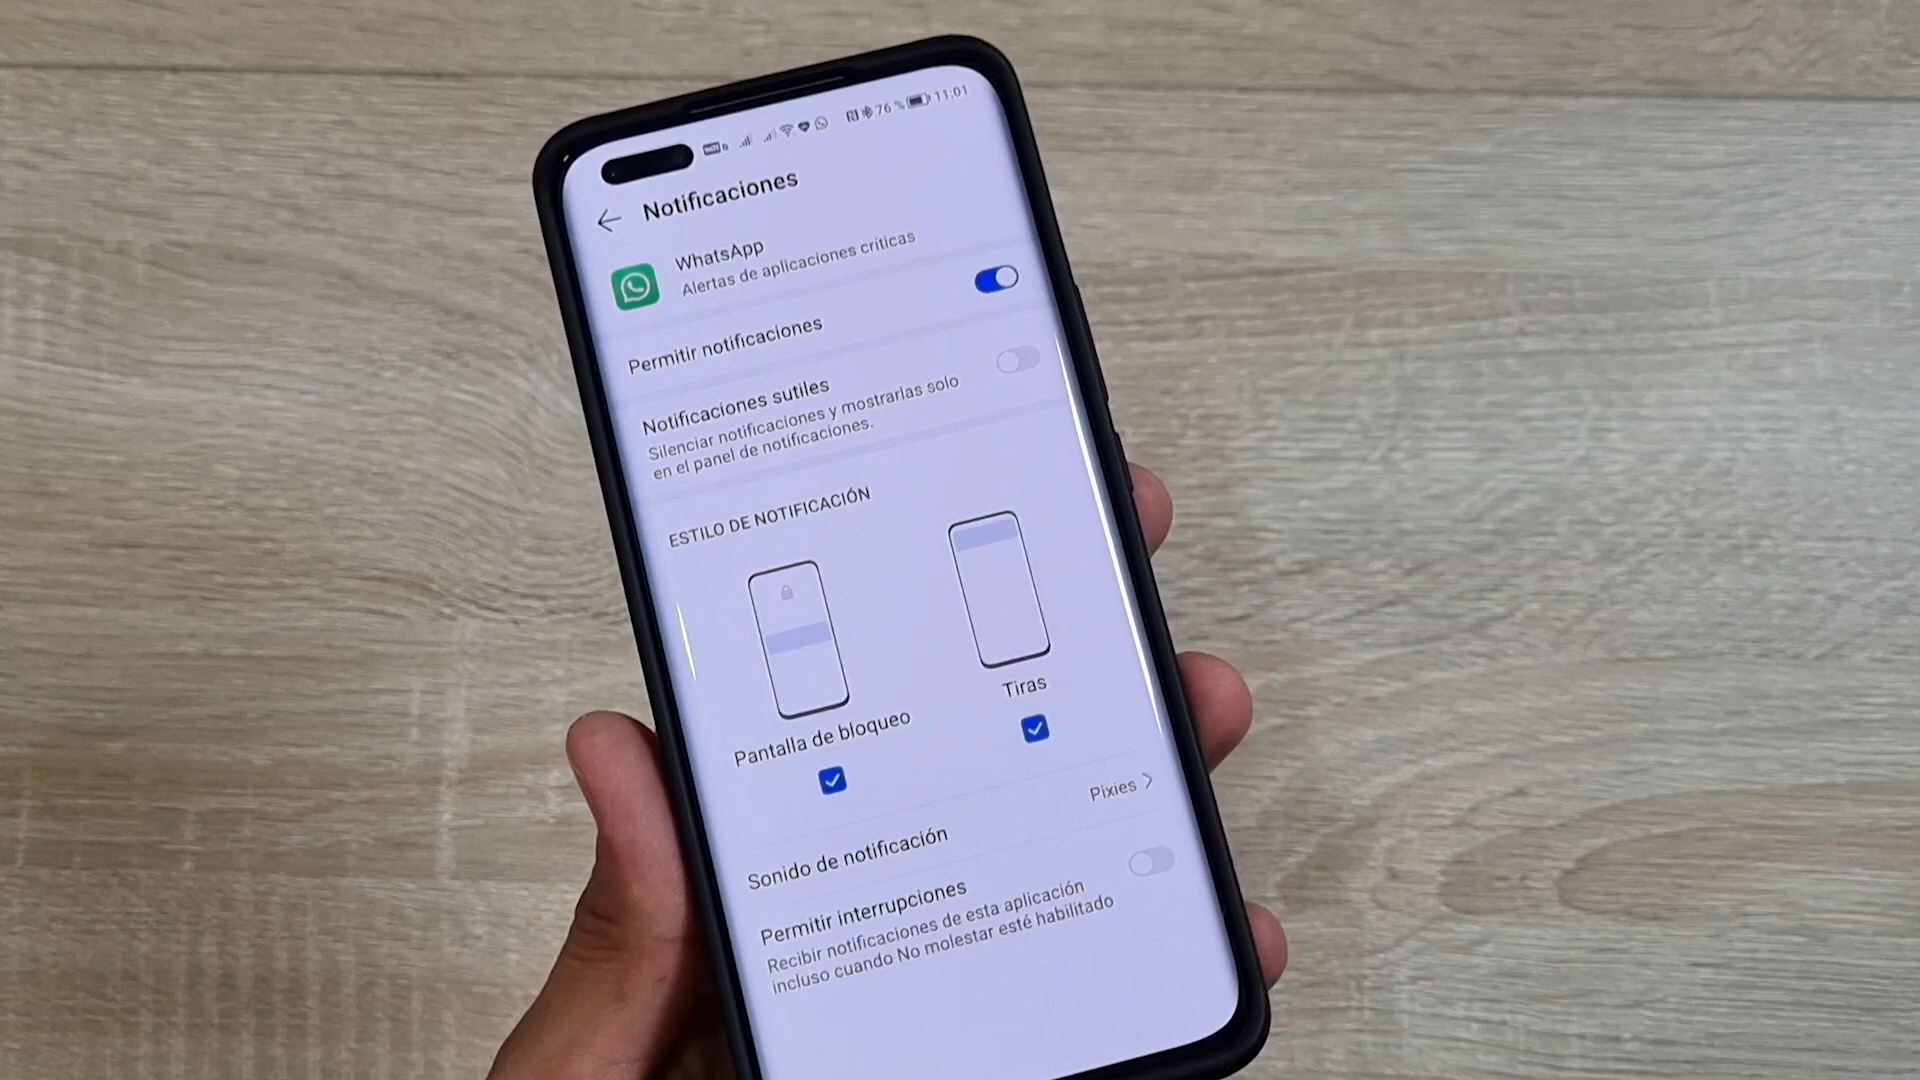 76 % 11:01
Notificaciones
WhatsApp
Alertas de aplicaciones críticas
Permitir notificaciones
Notificaciones sutiles
Silenciar notificaciones y mostrarlas solo
en el panel de notificaciones.
ESTILO DE NOTIFICACIÓN
Pantalla de bloqueo
Tiras
Sonido de notificación
Pixies
Permitir interrupciones
Recibir notificaciones de esta aplicación
incluso cuando No molestar esté habilitado